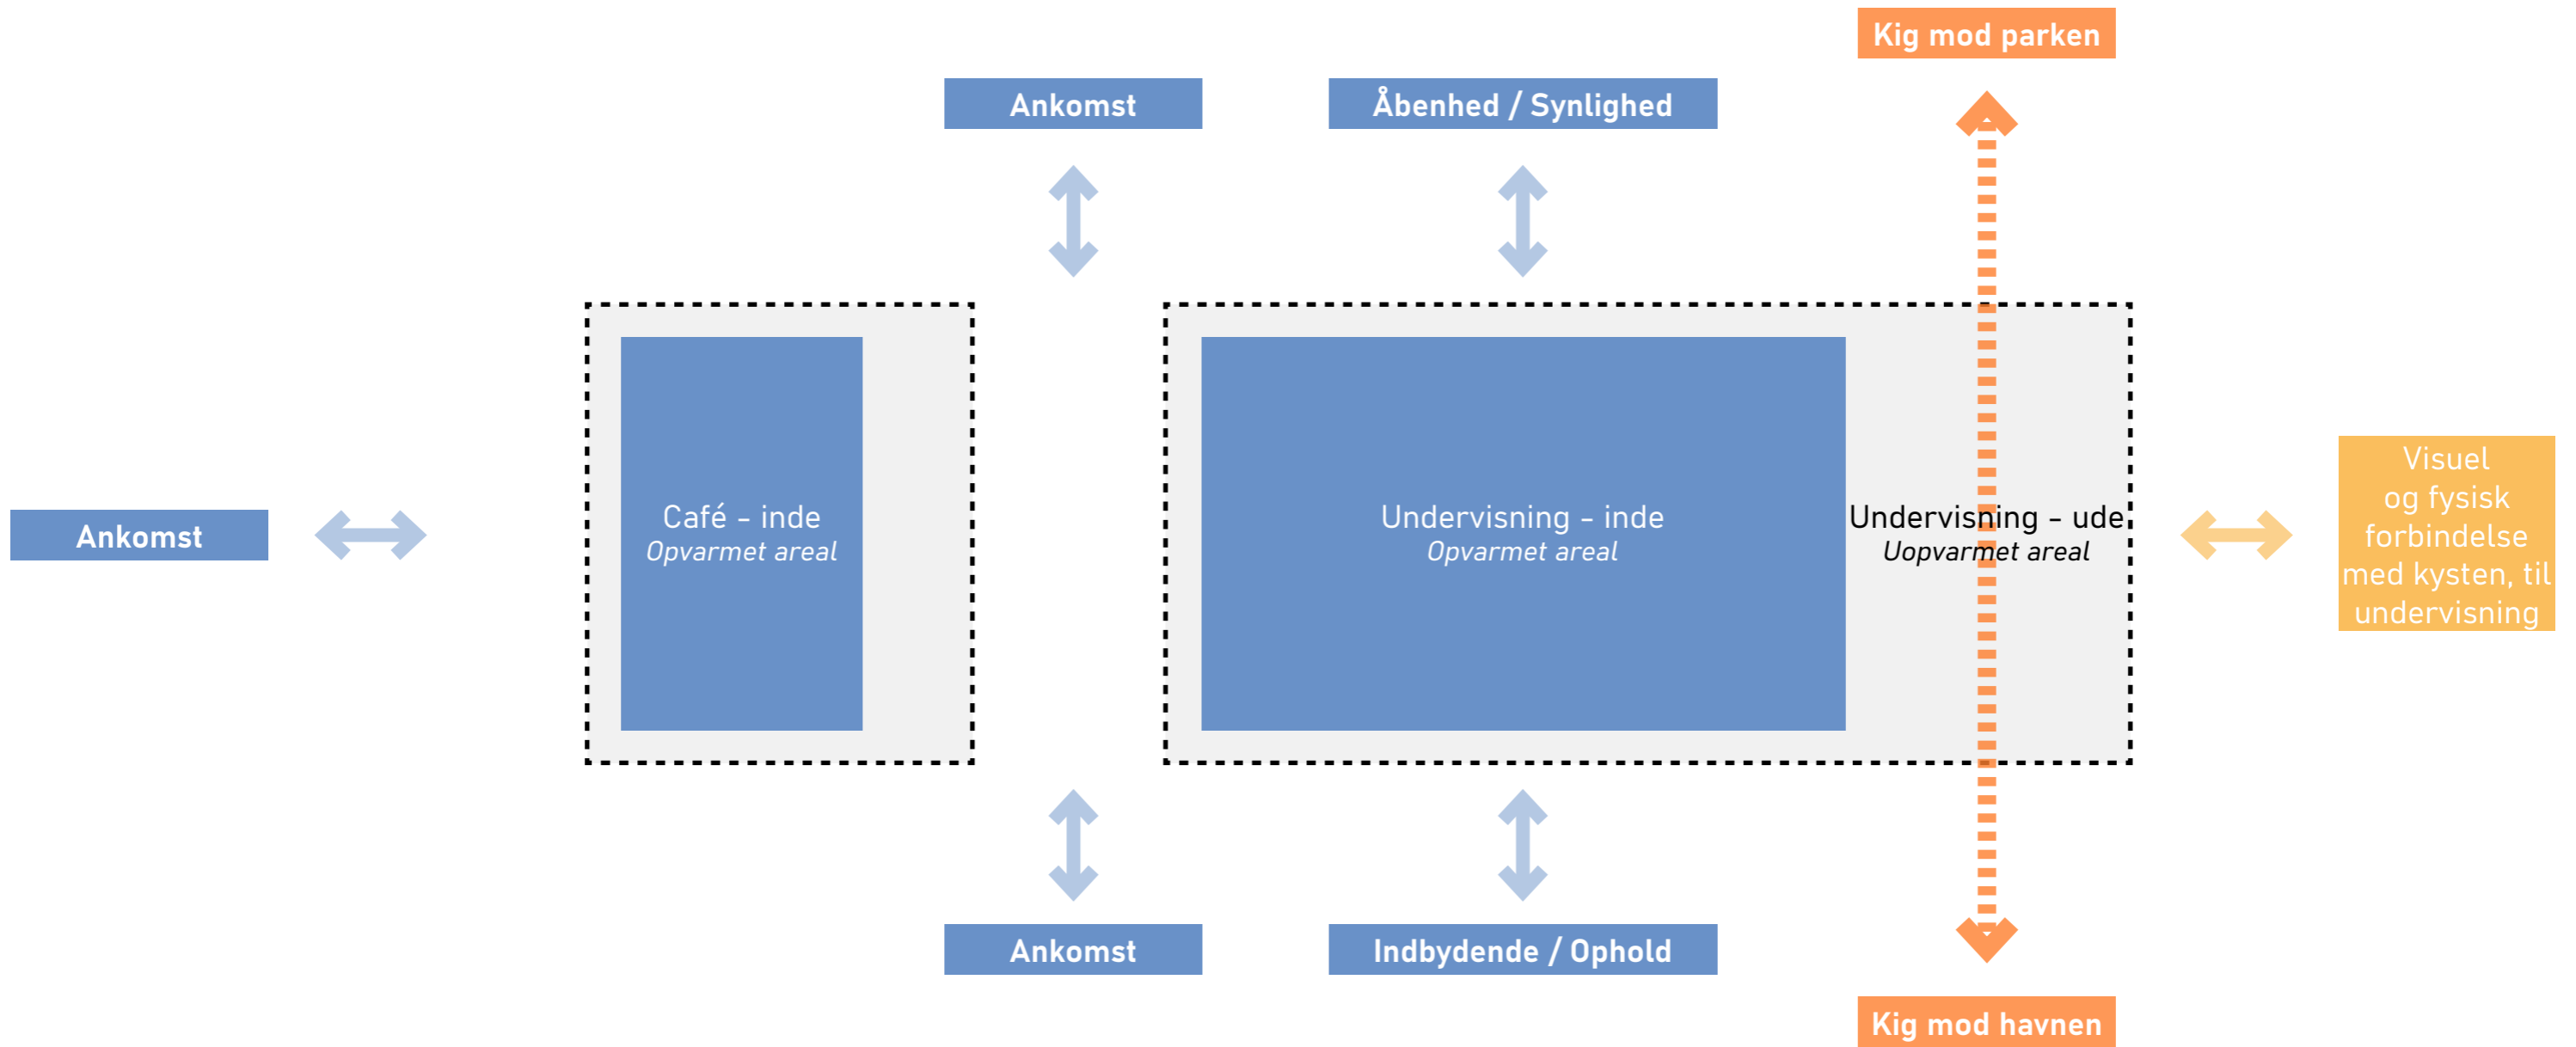 Kig mod parken
Ankomst
Åbenhed / Synlighed
Ankomst
Café - inde
Opvarmet areal
Undervisning - inde
Opvarmet areal
Undervisning - ude
Uopvarmet areal
Visuel
og fysisk
forbindelse
med kysten, til
undervisning
Ankomst
Indbydende / Ophold
Kig mod havnen